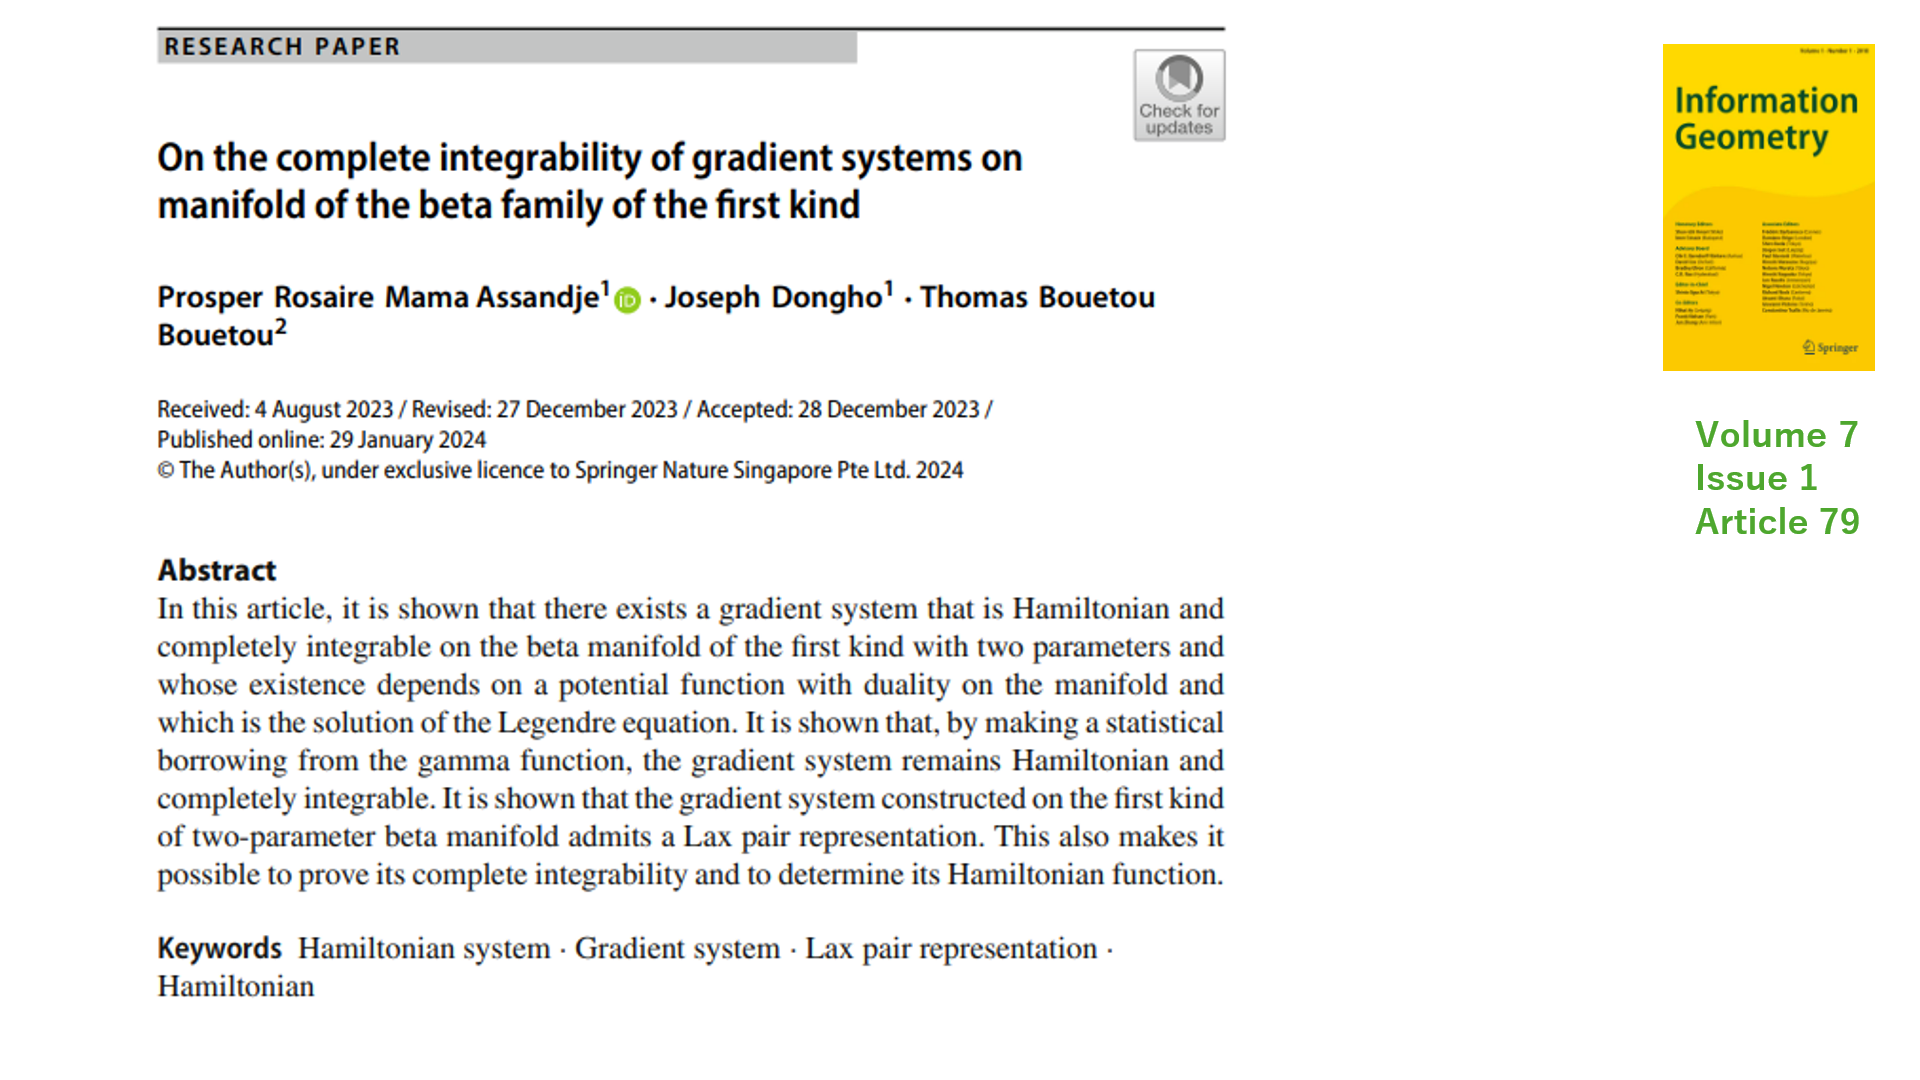 RESEARCH PAPER
Check for
updates
On the complete integrability of gradient systems on
manifold of the beta family of the first kind
Prosper Rosaire Mama Assandje1 iD · Joseph Dongho1 · Thomas Bouetou
Bouetou2
Received: 4 August 2023 / Revised: 27 December 2023 / Accepted: 28 December 2023 /
Published online: 29 January 2024
© The Author(s), under exclusive licence to Springer Nature Singapore Pte Ltd. 2024
Abstract
In this article, it is shown that there exists a gradient system that is Hamiltonian and
completely integrable on the beta manifold of the first kind with two parameters and
whose existence depends on a potential function with duality on the manifold and
which is the solution of the Legendre equation. It is shown that, by making a statistical
borrowing from the gamma function, the gradient system remains Hamiltonian and
completely integrable. It is shown that the gradient system constructed on the first kind
of two-parameter beta manifold admits a Lax pair representation. This also makes it
possible to prove its complete integrability and to determine its Hamiltonian function.
Keywords Hamiltonian system · Gradient system · Lax pair representation ·
Hamiltonian
Volume 1 · Number 1 · 2018
Information
Geometry
Springer
Volume 7
Issue 1
Article 79